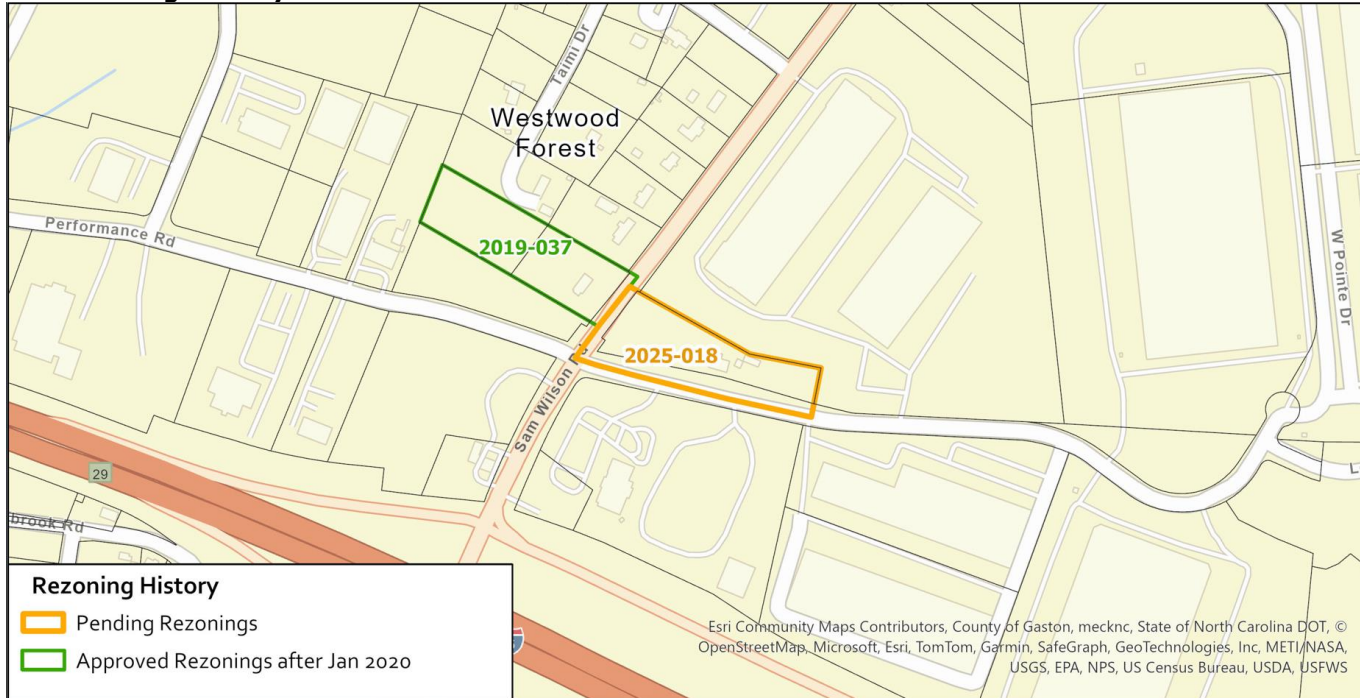 Taimi Dr
Westwood
Forest
Performance Rd
2019-037
W Pointe Dr
2025-018
Sam Wilson
29
brook Rd
Rezoning History
Pending Rezonings
Approved Rezonings after Jan 2020
Esri Community Maps Contributors, County of Gaston, mecknc, State of North Carolina DOT, ©
OpenStreetMap, Microsoft, Esri, TomTom, Garmin, SafeGraph, GeoTechnologies, Inc, METI/NASA,
USGS, EPA, NPS, US Census Bureau, USDA, USFWS